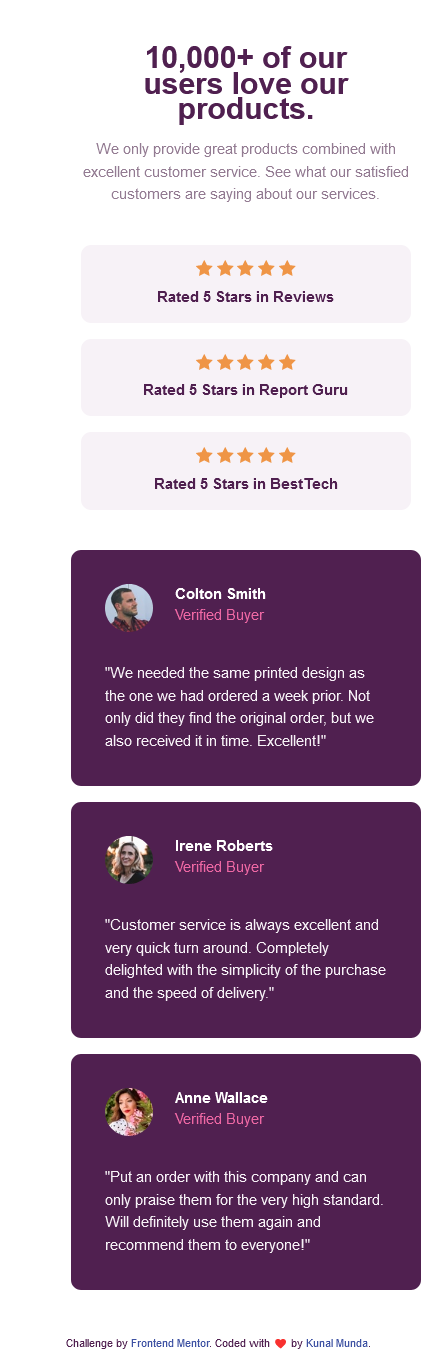 10,000+ of our
users love our
products.
We only provide great products combined with
excellent customer service. See what our satisfied
customers are saying about our services.
Rated 5 Stars in Reviews
Rated 5 Stars in Report Guru
Rated 5 Stars in BestTech
Colton Smith
Verified Buyer
"We needed the same printed design as
the one we had ordered a week prior. Not
only did they find the original order, but we
also received it in time. Excellent!"
Irene Roberts
Verified Buyer
"Customer service is always excellent and
very quick turn around. Completely
delighted with the simplicity of the purchase
and the speed of delivery."
Anne Wallace
Verified Buyer
"Put an order with this company and can
only praise them for the very high standard.
Will definitely use them again and
recommend them to everyone!"
Challenge by Frontend Mentor. Coded with ❤ by Kunal Munda.